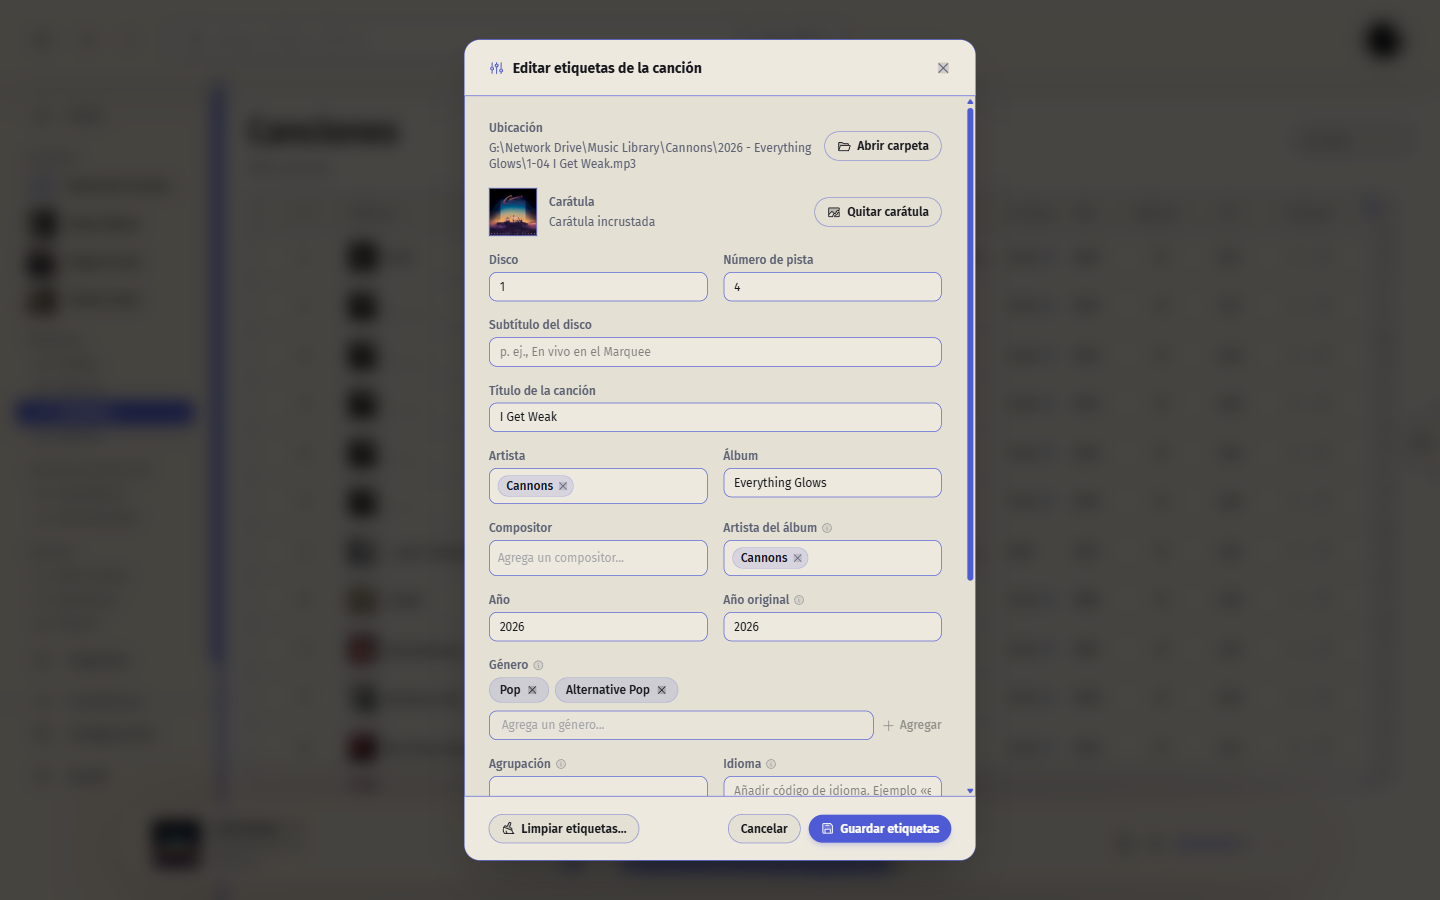 Editar etiquetas de la canción
Ubicación
G:\Network Drive\Music Library\Cannons\2026 - Everything
Glows\1-04 I Get Weak.mp3
Abrir carpeta
Carátula
Carátula incrustada
Quitar carátula
Disco
Número de pista
1
4
Subtítulo del disco
p. ej., En vivo en el Marquee
Título de la canción
I Get Weak
Artista
Álbum
Cannons
Everything Glows
Compositor
Artista del álbum
Agrega un compositor...
Cannons
Año
Año original
2026
2026
Género
Pop
Alternative Pop
Agrega un género...
Agregar
Agrupación
Idioma
Añadir código de idioma. Ejemplo «e
Limpiar etiquetas...
Cancelar
Guardar etiquetas
Canciones